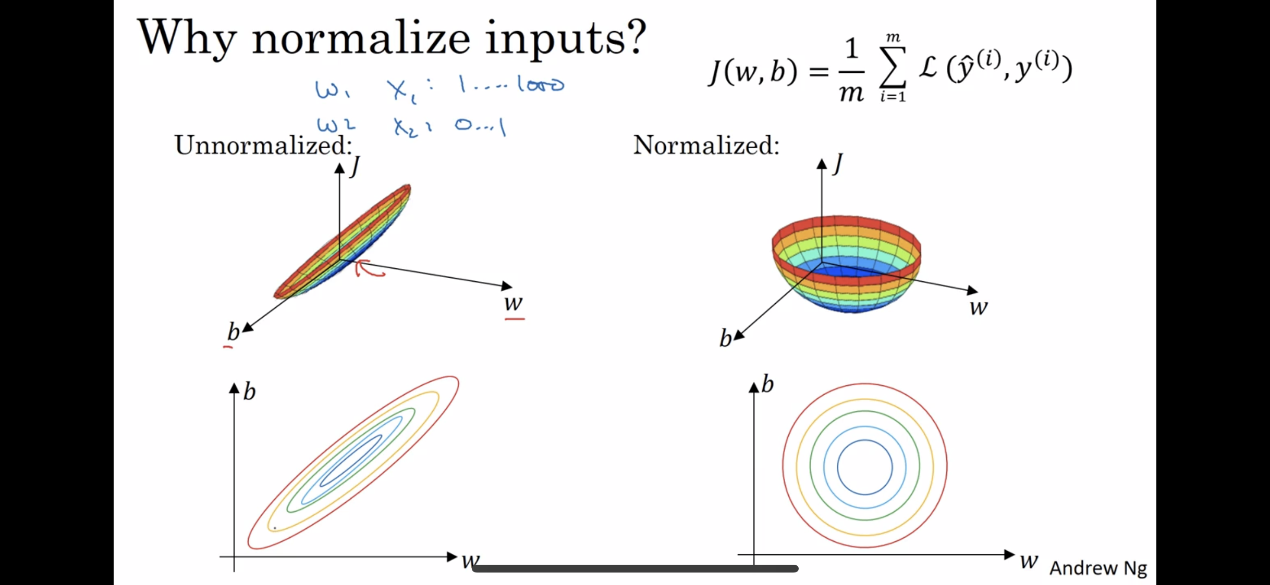 Why normalize inputs?
J(w, b) = 1/m ∑_{i=1}^{m} ℒ(ŷ^{(i)}, y^{(i)})
w₁ x₁: 1....1000
w2 x₂: 0...1
Unnormalized:
J
w
b
Normalized:
J
w
b
b
w
b
w
Andrew Ng